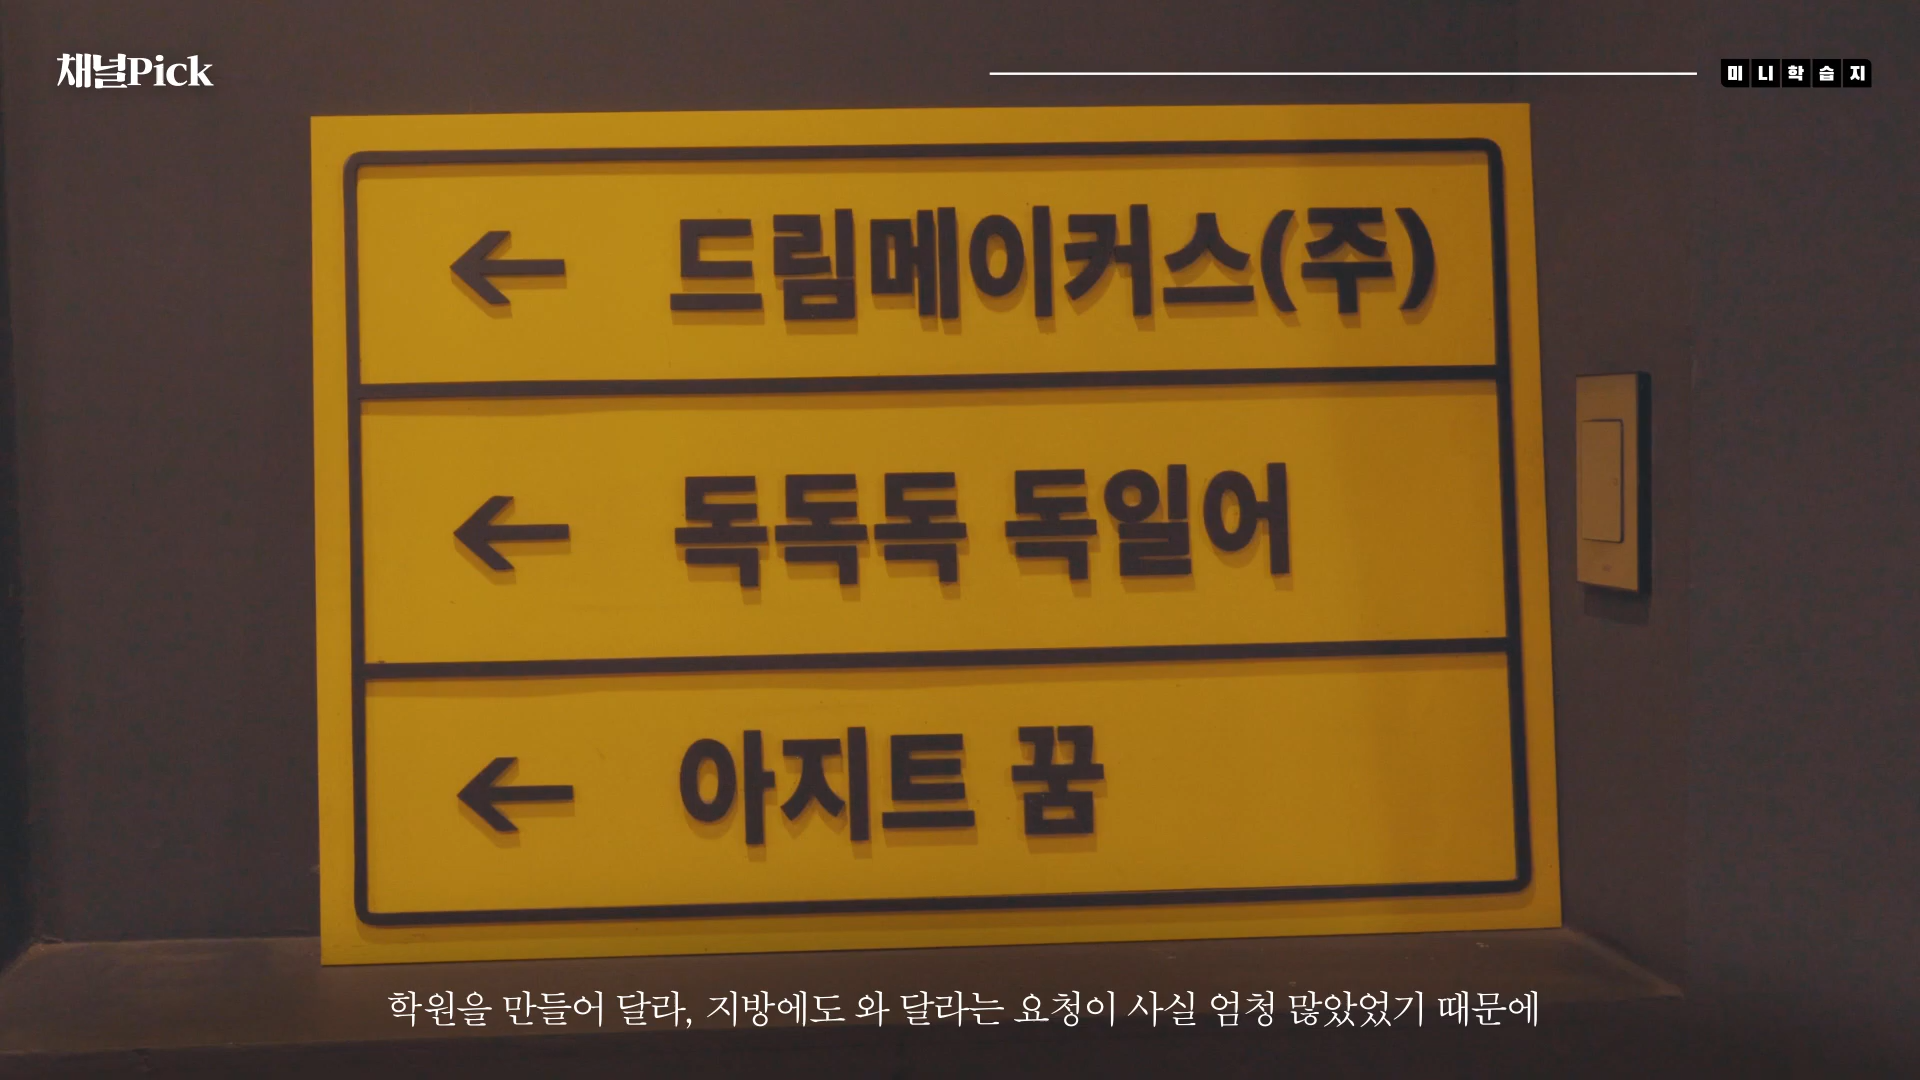 채널Pick
미니학습지
← 드림메이커스(주)
← 독독독 독일어
← 아지트 꿈
학원을 만들어 달라, 지방에도 와 달라는 요청이 사실 엄청 많았었기 때문에